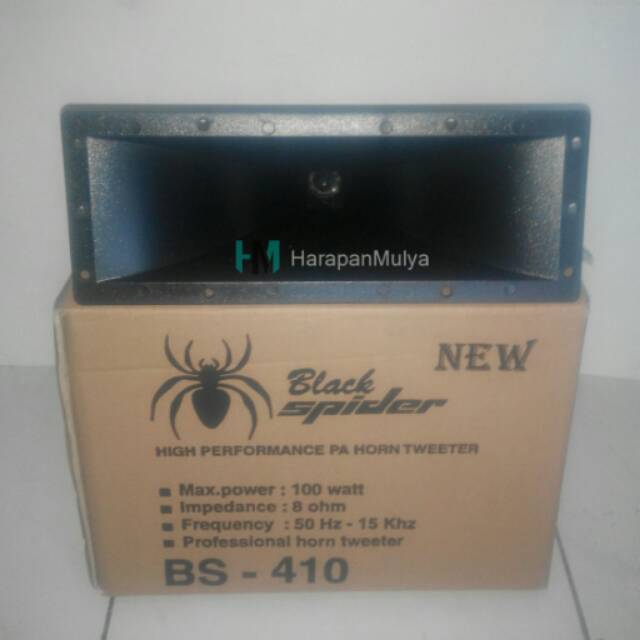 HM HarapanMulya
NEW
Black
spider
HIGH PERFORMANCE PA HORN TWEETER
Max.power : 100 watt
Impedance : 8 ohm
Frequency : 50 Hz - 15 Khz
Professional horn tweeter
BS - 410